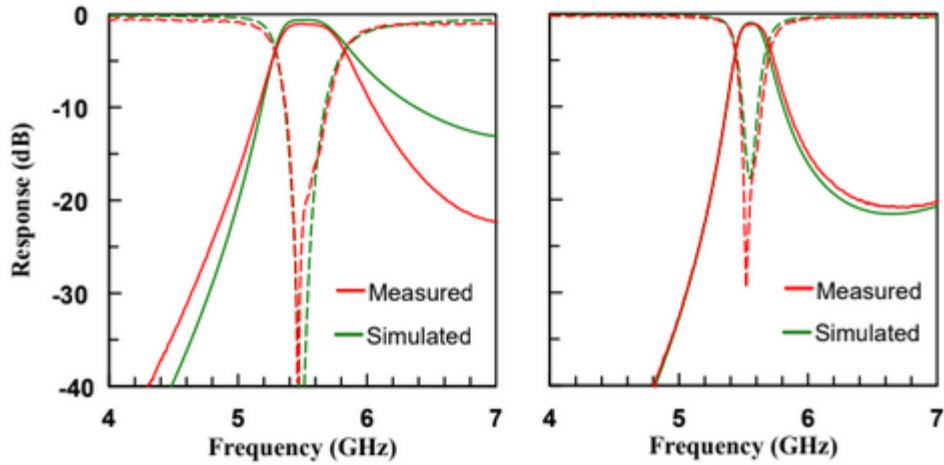 Response (dB)
0
-10
-20
-30
-40
Measured
Simulated
4
5
6
7
Frequency (GHz)
Measured
Simulated
4
5
6
7
Frequency (GHz)